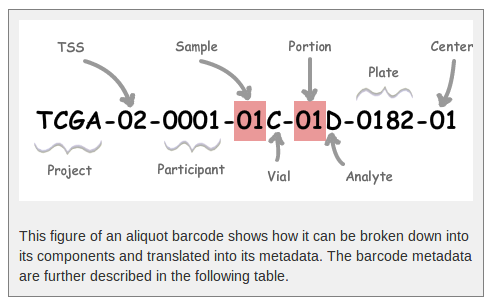 TSS Sample Portion Center
Plate
TCGA-02-0001-01C-01D-0182-01
Project Participant Vial Analyte
This figure of an aliquot barcode shows how it can be broken down into
its components and translated into its metadata. The barcode metadata
are further described in the following table.